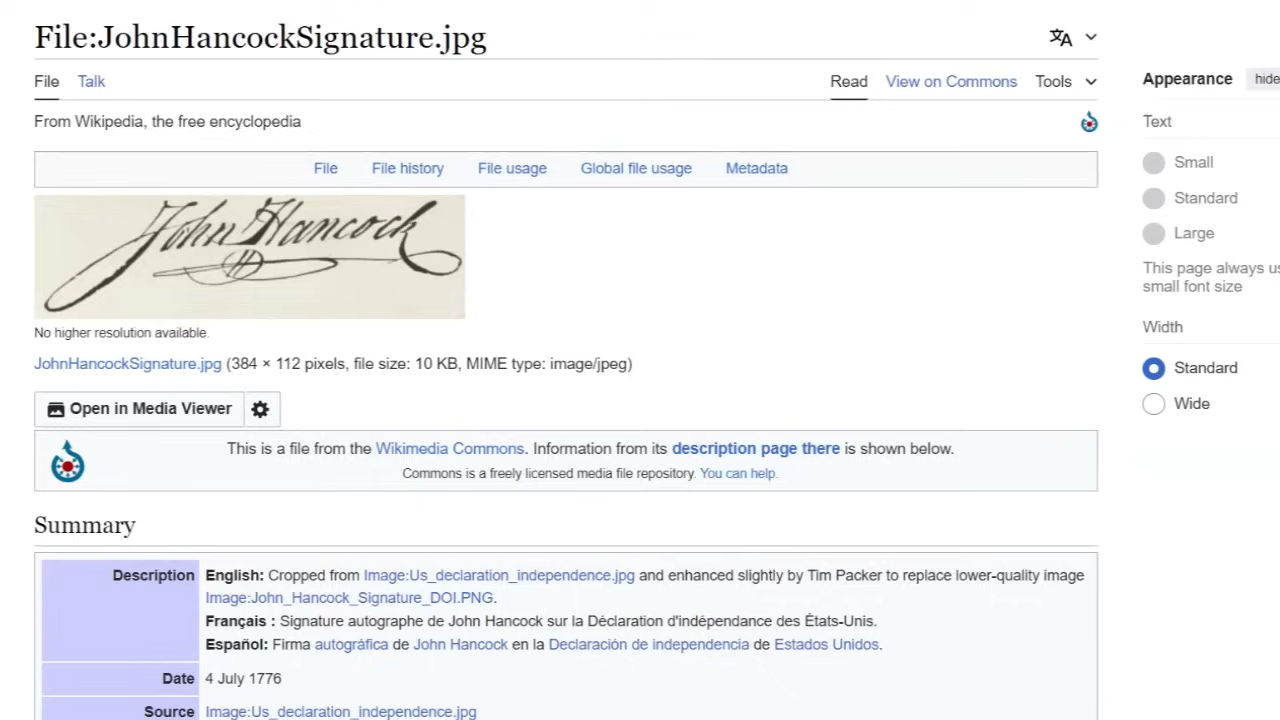 File:JohnHancockSignature.jpg
File Talk Read View on Commons Tools
From Wikipedia, the free encyclopedia
File File history File usage Global file usage Metadata
John Hancock
No higher resolution available.
JohnHancockSignature.jpg (384 × 112 pixels, file size: 10 KB, MIME type: image/jpeg)
Open in Media Viewer
This is a file from the Wikimedia Commons. Information from its description page there is shown below.
Commons is a freely licensed media file repository. You can help.
Summary
Description English: Cropped from Image:Us_declaration_independence.jpg and enhanced slightly by Tim Packer to replace lower-quality image
Image:John_Hancock_Signature_DOI.PNG.
Français : Signature autographe de John Hancock sur la Déclaration d'indépendance des États-Unis.
Español: Firma autográfica de John Hancock en la Declaración de independencia de Estados Unidos.
Date 4 July 1776
Source Image:Us_declaration_independence.jpg
Appearance hide
Text
Small
Standard
Large
This page always us
small font size
Width
Standard
Wide